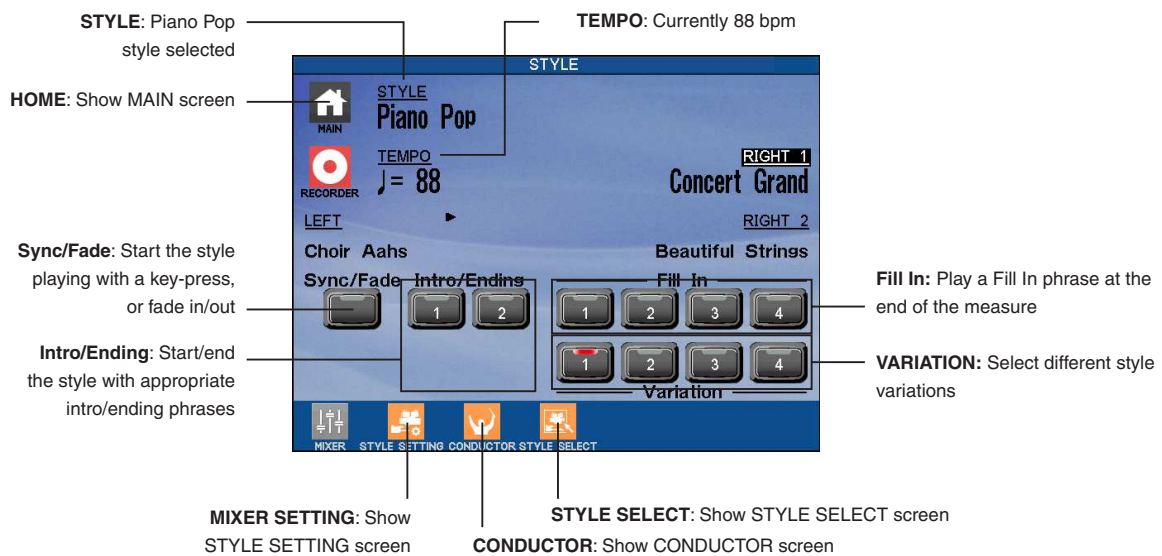 STYLE: Piano Pop
style selected
TEMPO: Currently 88 bpm
HOME: Show MAIN screen
STYLE
MAIN
STYLE
Piano Pop
RECORDER
TEMPO
♩= 88
RIGHT 1
Concert Grand
LEFT
RIGHT 2
Choir Aahs
Beautiful Strings
Sync/Fade: Start the style
playing with a key-press,
or fade in/out
Sync/Fade Intro/Ending
Fill In
1 2
1 2 3 4
Fill In: Play a Fill In phrase at the
end of the measure
Intro/Ending: Start/end
the style with appropriate
intro/ending phrases
1 2 3 4
Variation
VARIATION: Select different style
variations
MIXER STYLE SETTING CONDUCTOR STYLE SELECT
MIXER SETTING: Show
STYLE SETTING screen
STYLE SELECT: Show STYLE SELECT screen
CONDUCTOR: Show CONDUCTOR screen